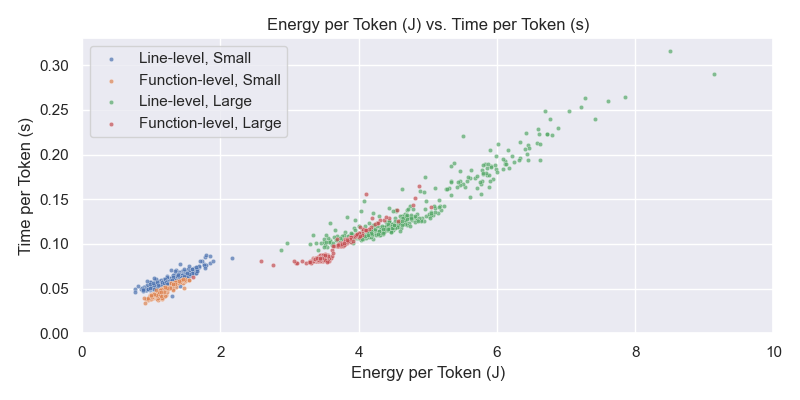 Energy per Token (J) vs. Time per Token (s)
Line-level, Small
Function-level, Small
Line-level, Large
Function-level, Large
0.30
0.25
0.20
0.15
0.10
0.05
0.00
Time per Token (s)
0 2 4 6 8 10
Energy per Token (J)